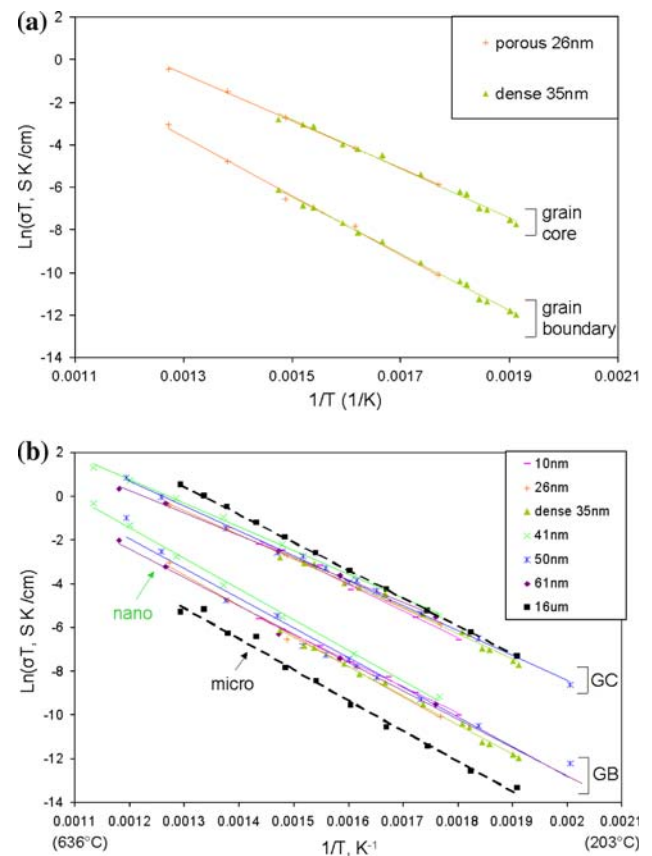 (a)
2
0
-2
-4
-6
-8
-10
-12
-14
Ln(σT, S K /cm)
porous 26nm
dense 35nm
grain
core
grain
boundary
0.0011 0.0013 0.0015 0.0017 0.0019 0.0021
1/T (1/K)
(b)
2
0
-2
-4
-6
-8
-10
-12
-14
Ln(σT, S K /cm)
10nm
26nm
dense 35nm
41nm
50nm
61nm
16um
nano
micro
GC
GB
0.0011 0.0012 0.0013 0.0014 0.0015 0.0016 0.0017 0.0018 0.0019 0.002 0.0021
(636°C) 1/T, K⁻¹ (203°C)